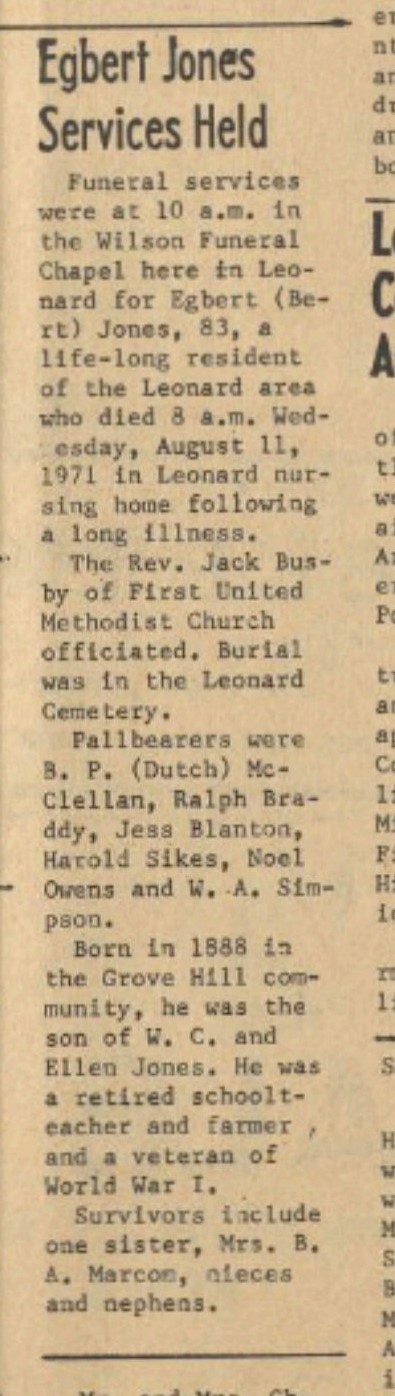 Egbert Jones
Services Held
Funeral services
were at 10 a.m. in
the Wilson Funeral
Chapel here in Leo-
nard for Egbert (Be-
rt) Jones, 83, a
life-long resident
of the Leonard area
who died 8 a.m. Wed-
esday, August 11,
1971 in Leonard nur-
sing home following
a long illness.
The Rev. Jack Bus-
by of First United
Methodist Church
officiated. Burial
was in the Leonard
Cemetery.
Pallbearers were
B. P. (Dutch) Mc-
Clellan, Ralph Bra-
ddy, Jess Blanton,
Harold Sikes, Noel
Owens and W. A. Sim-
pson.
Born in 1888 in
the Grove Hill com-
munity, he was the
son of W. C. and
Ellen Jones. He was
a retired schoolt-
eacher and farmer ,
and a veteran of
World War I.
Survivors include
one sister, Mrs. B.
A. Marcom, nieces
and nephens.